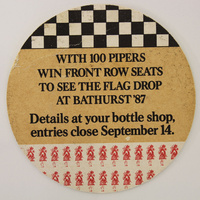 WITH 100 PIPERS
WIN FRONT ROW SEATS
TO SEE THE FLAG DROP
AT BATHURST '87
Details at your bottle shop,
entries close September 14.